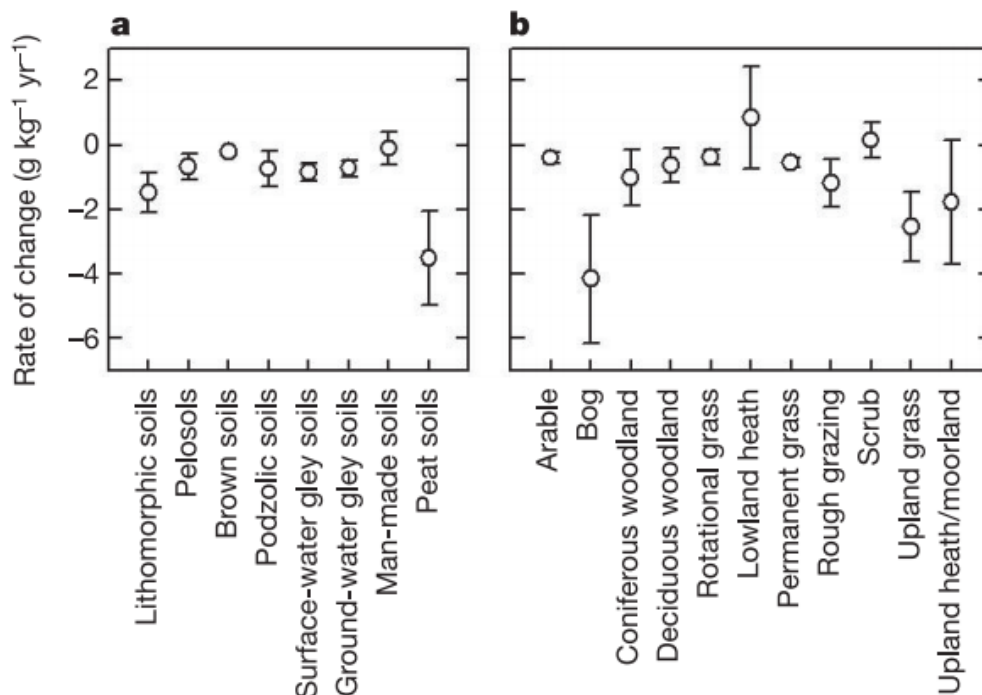 a
b
Rate of change (g kg⁻¹ yr⁻¹)
2
0
–2
–4
–6
Lithomorphic soils
Pelosols
Brown soils
Podzolic soils
Surface-water gley soils
Ground-water gley soils
Man-made soils
Peat soils
Arable
Bog
Coniferous woodland
Deciduous woodland
Rotational grass
Lowland heath
Permanent grass
Rough grazing
Scrub
Upland grass
Upland heath/moorland